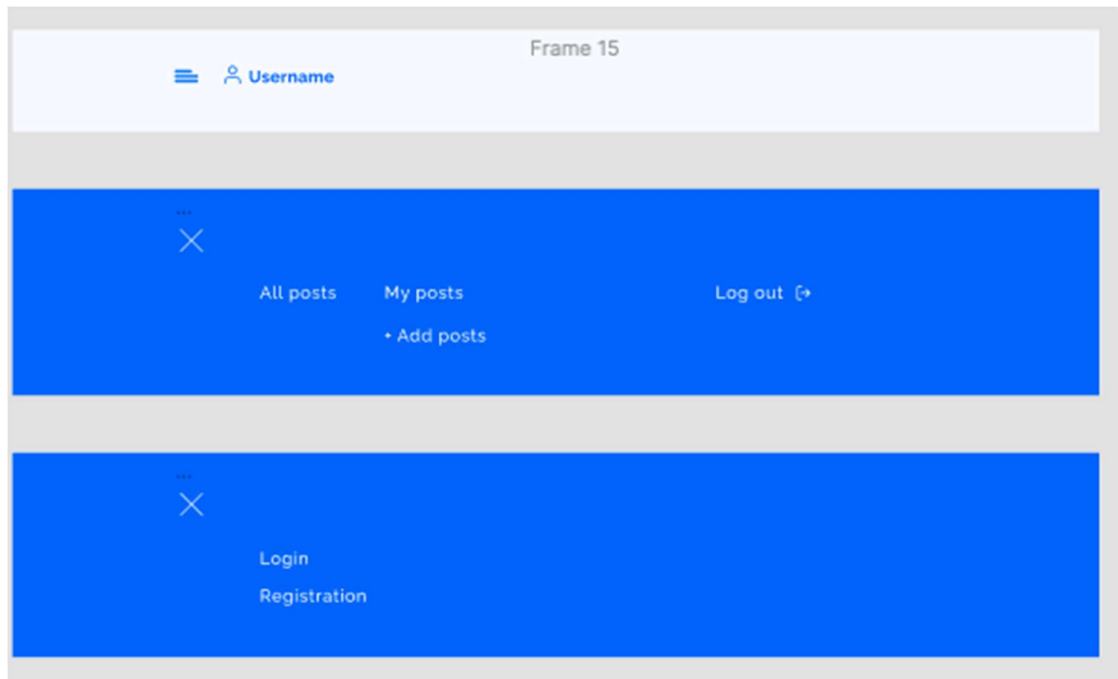 Frame 15
Username
...
All posts My posts Log out
+ Add posts
...
Login
Registration